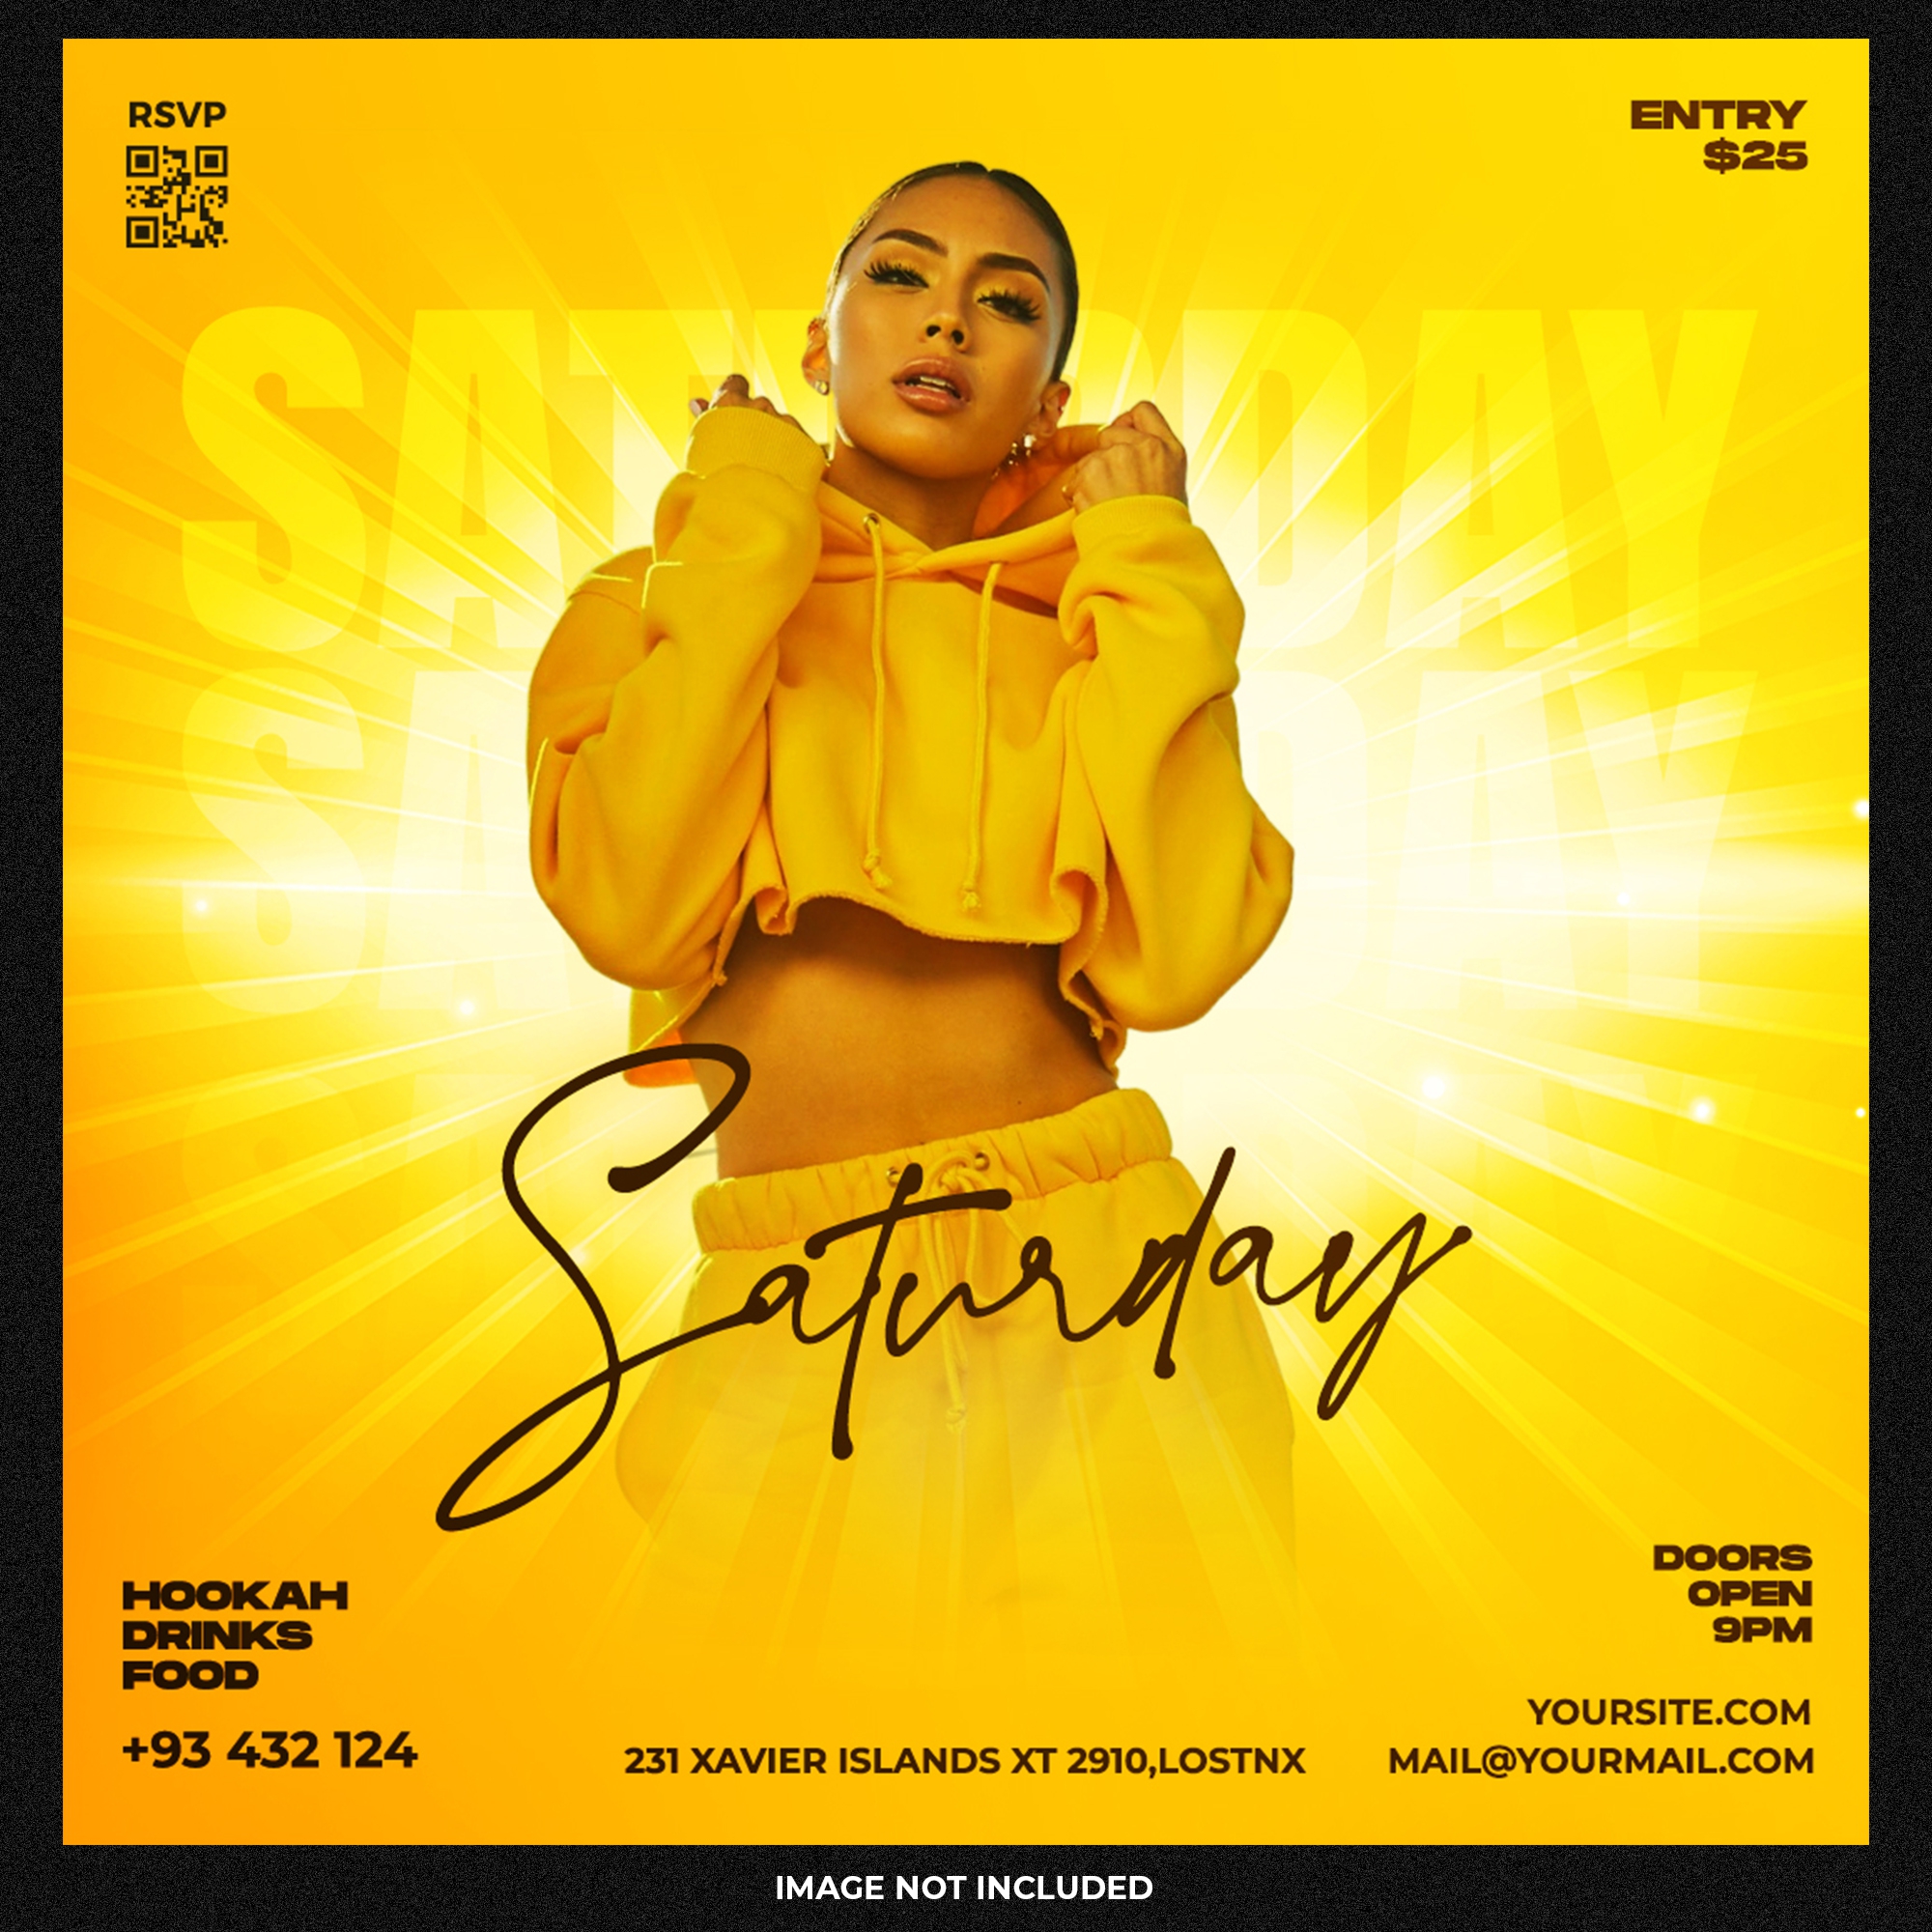 RSVP
ENTRY
$25
SATURDAY
SATURDAY
SATURDAY
Saturday
HOOKAH
DRINKS
FOOD
+93 432 124
231 XAVIER ISLANDS XT 2910,LOSTNX
DOORS
OPEN
9PM
YOURSITE.COM
MAIL@YOURMAIL.COM
IMAGE NOT INCLUDED